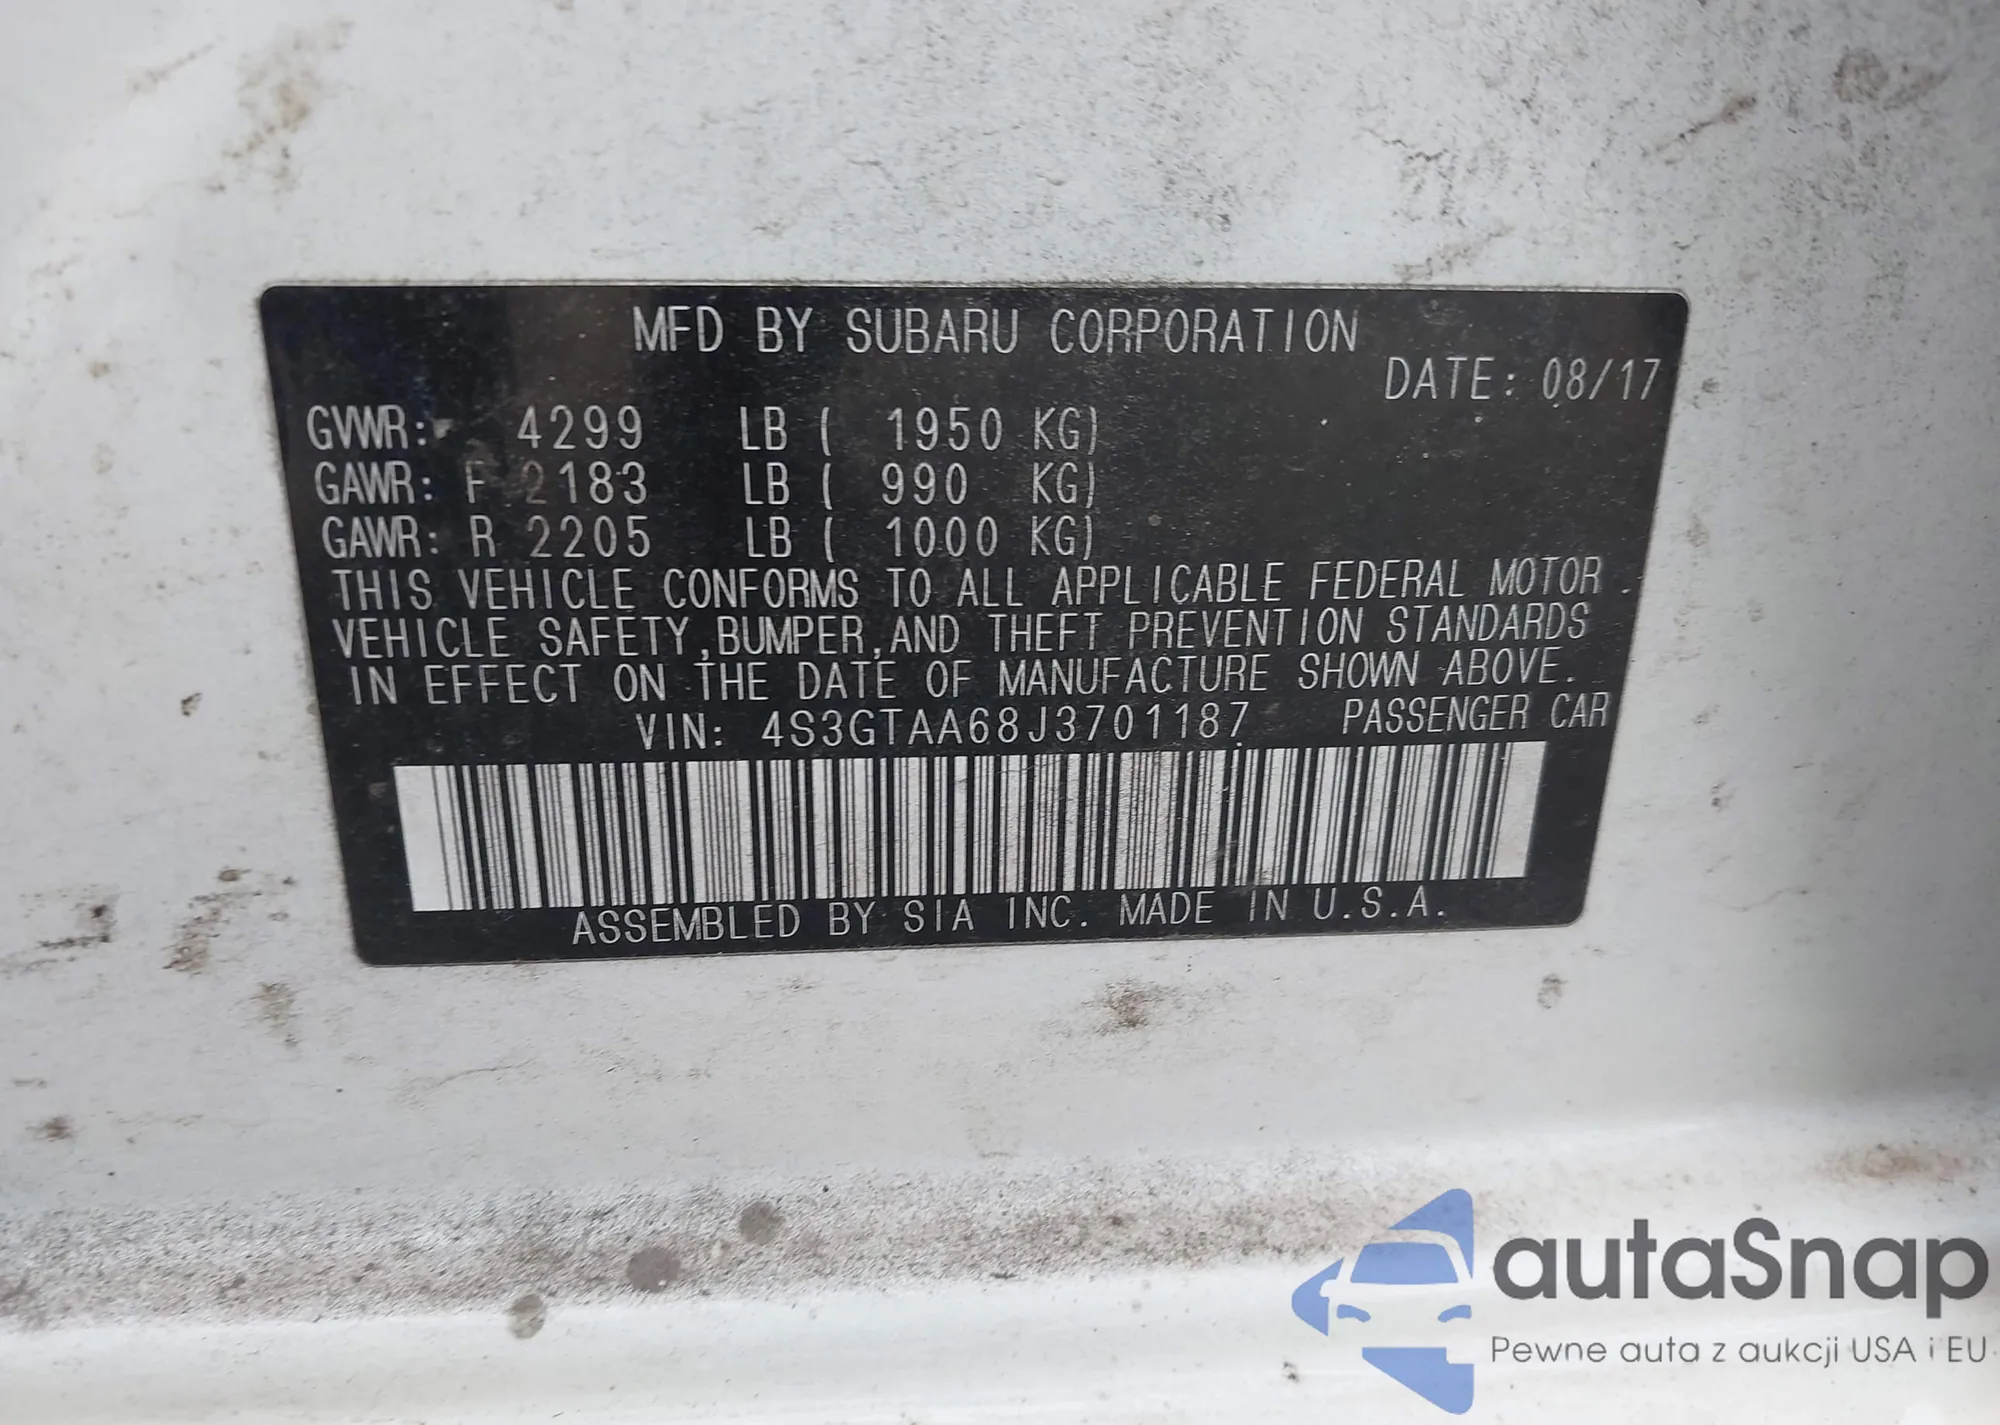 MFD BY SUBARU CORPORATION
DATE: 08/17
GVWR: 4299 LB ( 1950 KG)
GAWR: F 2183 LB ( 990 KG)
GAWR: R 2205 LB ( 1000 KG)
THIS VEHICLE CONFORMS TO ALL APPLICABLE FEDERAL MOTOR
VEHICLE SAFETY,BUMPER,AND THEFT PREVENTION STANDARDS
IN EFFECT ON THE DATE OF MANUFACTURE SHOWN ABOVE.
VIN: 4S3GTAA68J3701187 PASSENGER CAR
ASSEMBLED BY SIA INC. MADE IN U.S.A.
autaSnap
Pewne auta z aukcji USA i EU